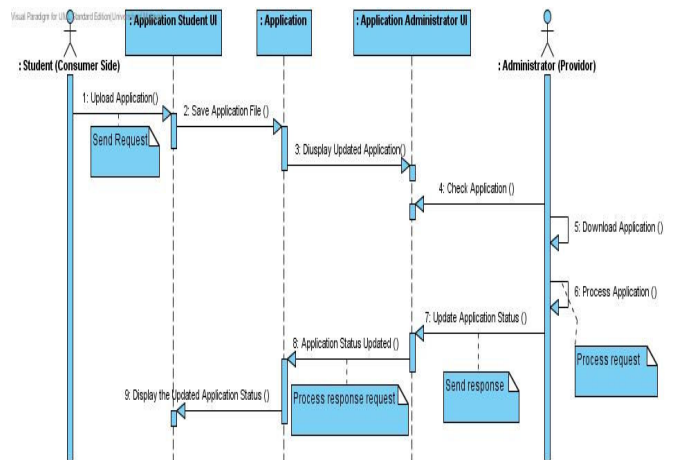 Visual Paradigm for UML Standard Edition(Univer
: Application Student UI
: Application
: Application Administrator UI
: Student (Consumer Side)
: Administrator (Providor)
1: Upload Application()
2: Save Application File ()
Send Request
3: Diusplay Updated Application()
4: Check Application ()
5: Download Application ()
6: Process Application ()
7: Update Application Status ()
8: Application Status Updated ()
Process request
Send response
9: Display the Updated Application Status ()
Process response request